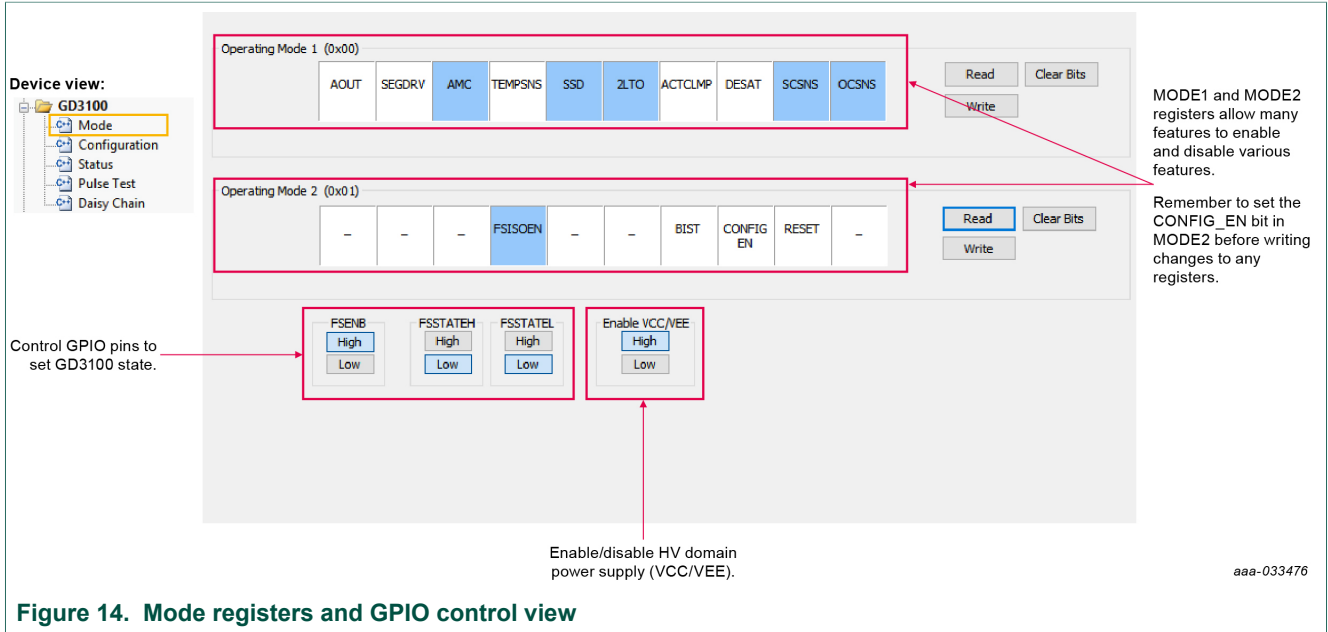 Device view:
GD3100
Mode
Configuration
Status
Pulse Test
Daisy Chain
Operating Mode 1 (0x00)
AOUT SEGDRV AMC TEMPSNS SSD 2LTO ACTCLMP DESAT SCSNS OCSNS
Read Clear Bits
Write
Operating Mode 2 (0x01)
_ _ _ FSISOEN _ _ BIST CONFIG RESET _
EN
Read Clear Bits
Write
MODE1 and MODE2
registers allow many
features to enable
and disable various
features.
Remember to set the
CONFIG_EN bit in
MODE2 before writing
changes to any
registers.
Control GPIO pins to
set GD3100 state.
FSENB FSSTATEH FSSTATEL Enable VCC/VEE
High High High High
Low Low Low Low
Enable/disable HV domain
power supply (VCC/VEE).
aaa-033476
Figure 14. Mode registers and GPIO control view